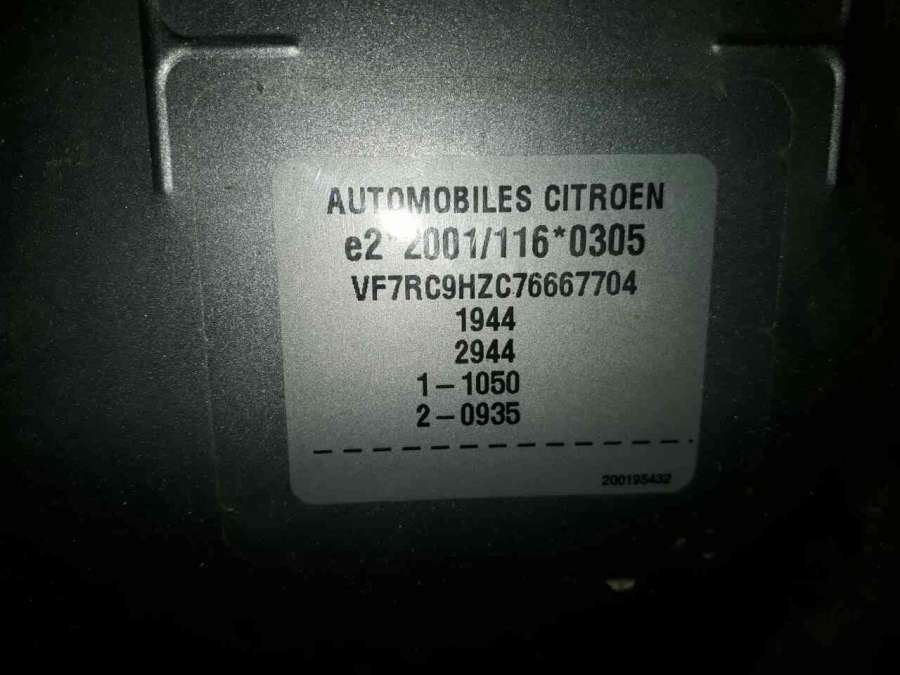 AUTOMOBILES CITROEN
e2*2001/116*0305
VF7RC9HZC76667704
1944
2944
1-1050
2-0935
200195432